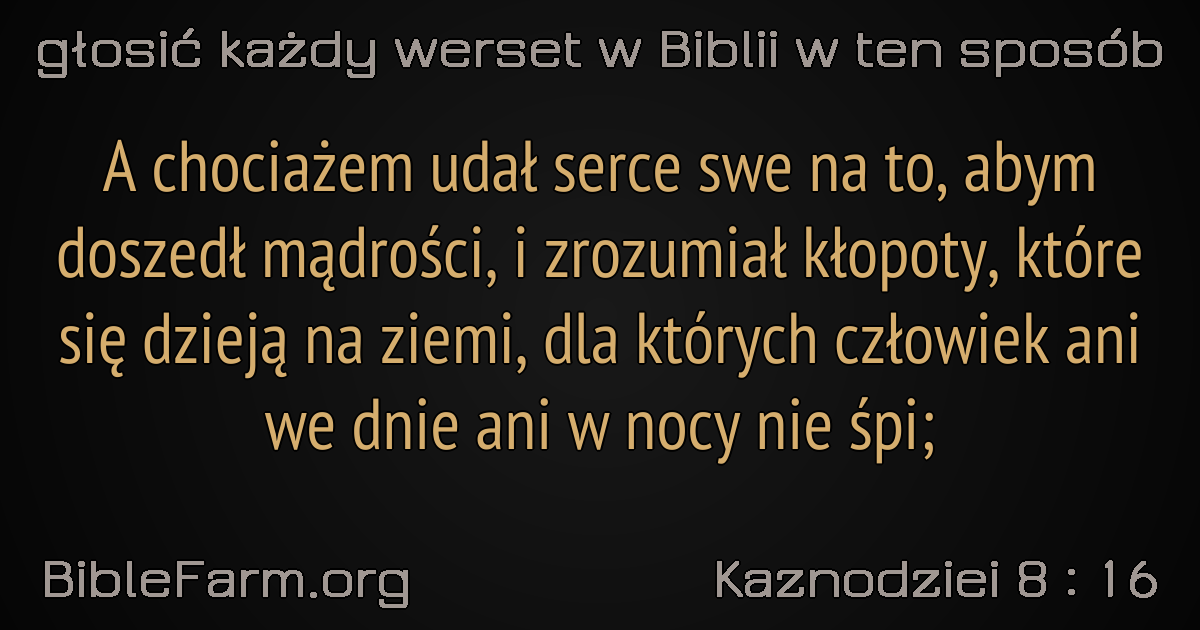 głosić każdy werset w Biblii w ten sposób
A chociażem udał serce swe na to, abym
doszedł mądrości, i zrozumiał kłopoty, które
się dzieją na ziemi, dla których człowiek ani
we dnie ani w nocy nie śpi;
BibleFarm.org
Kaznodziei 8 : 16